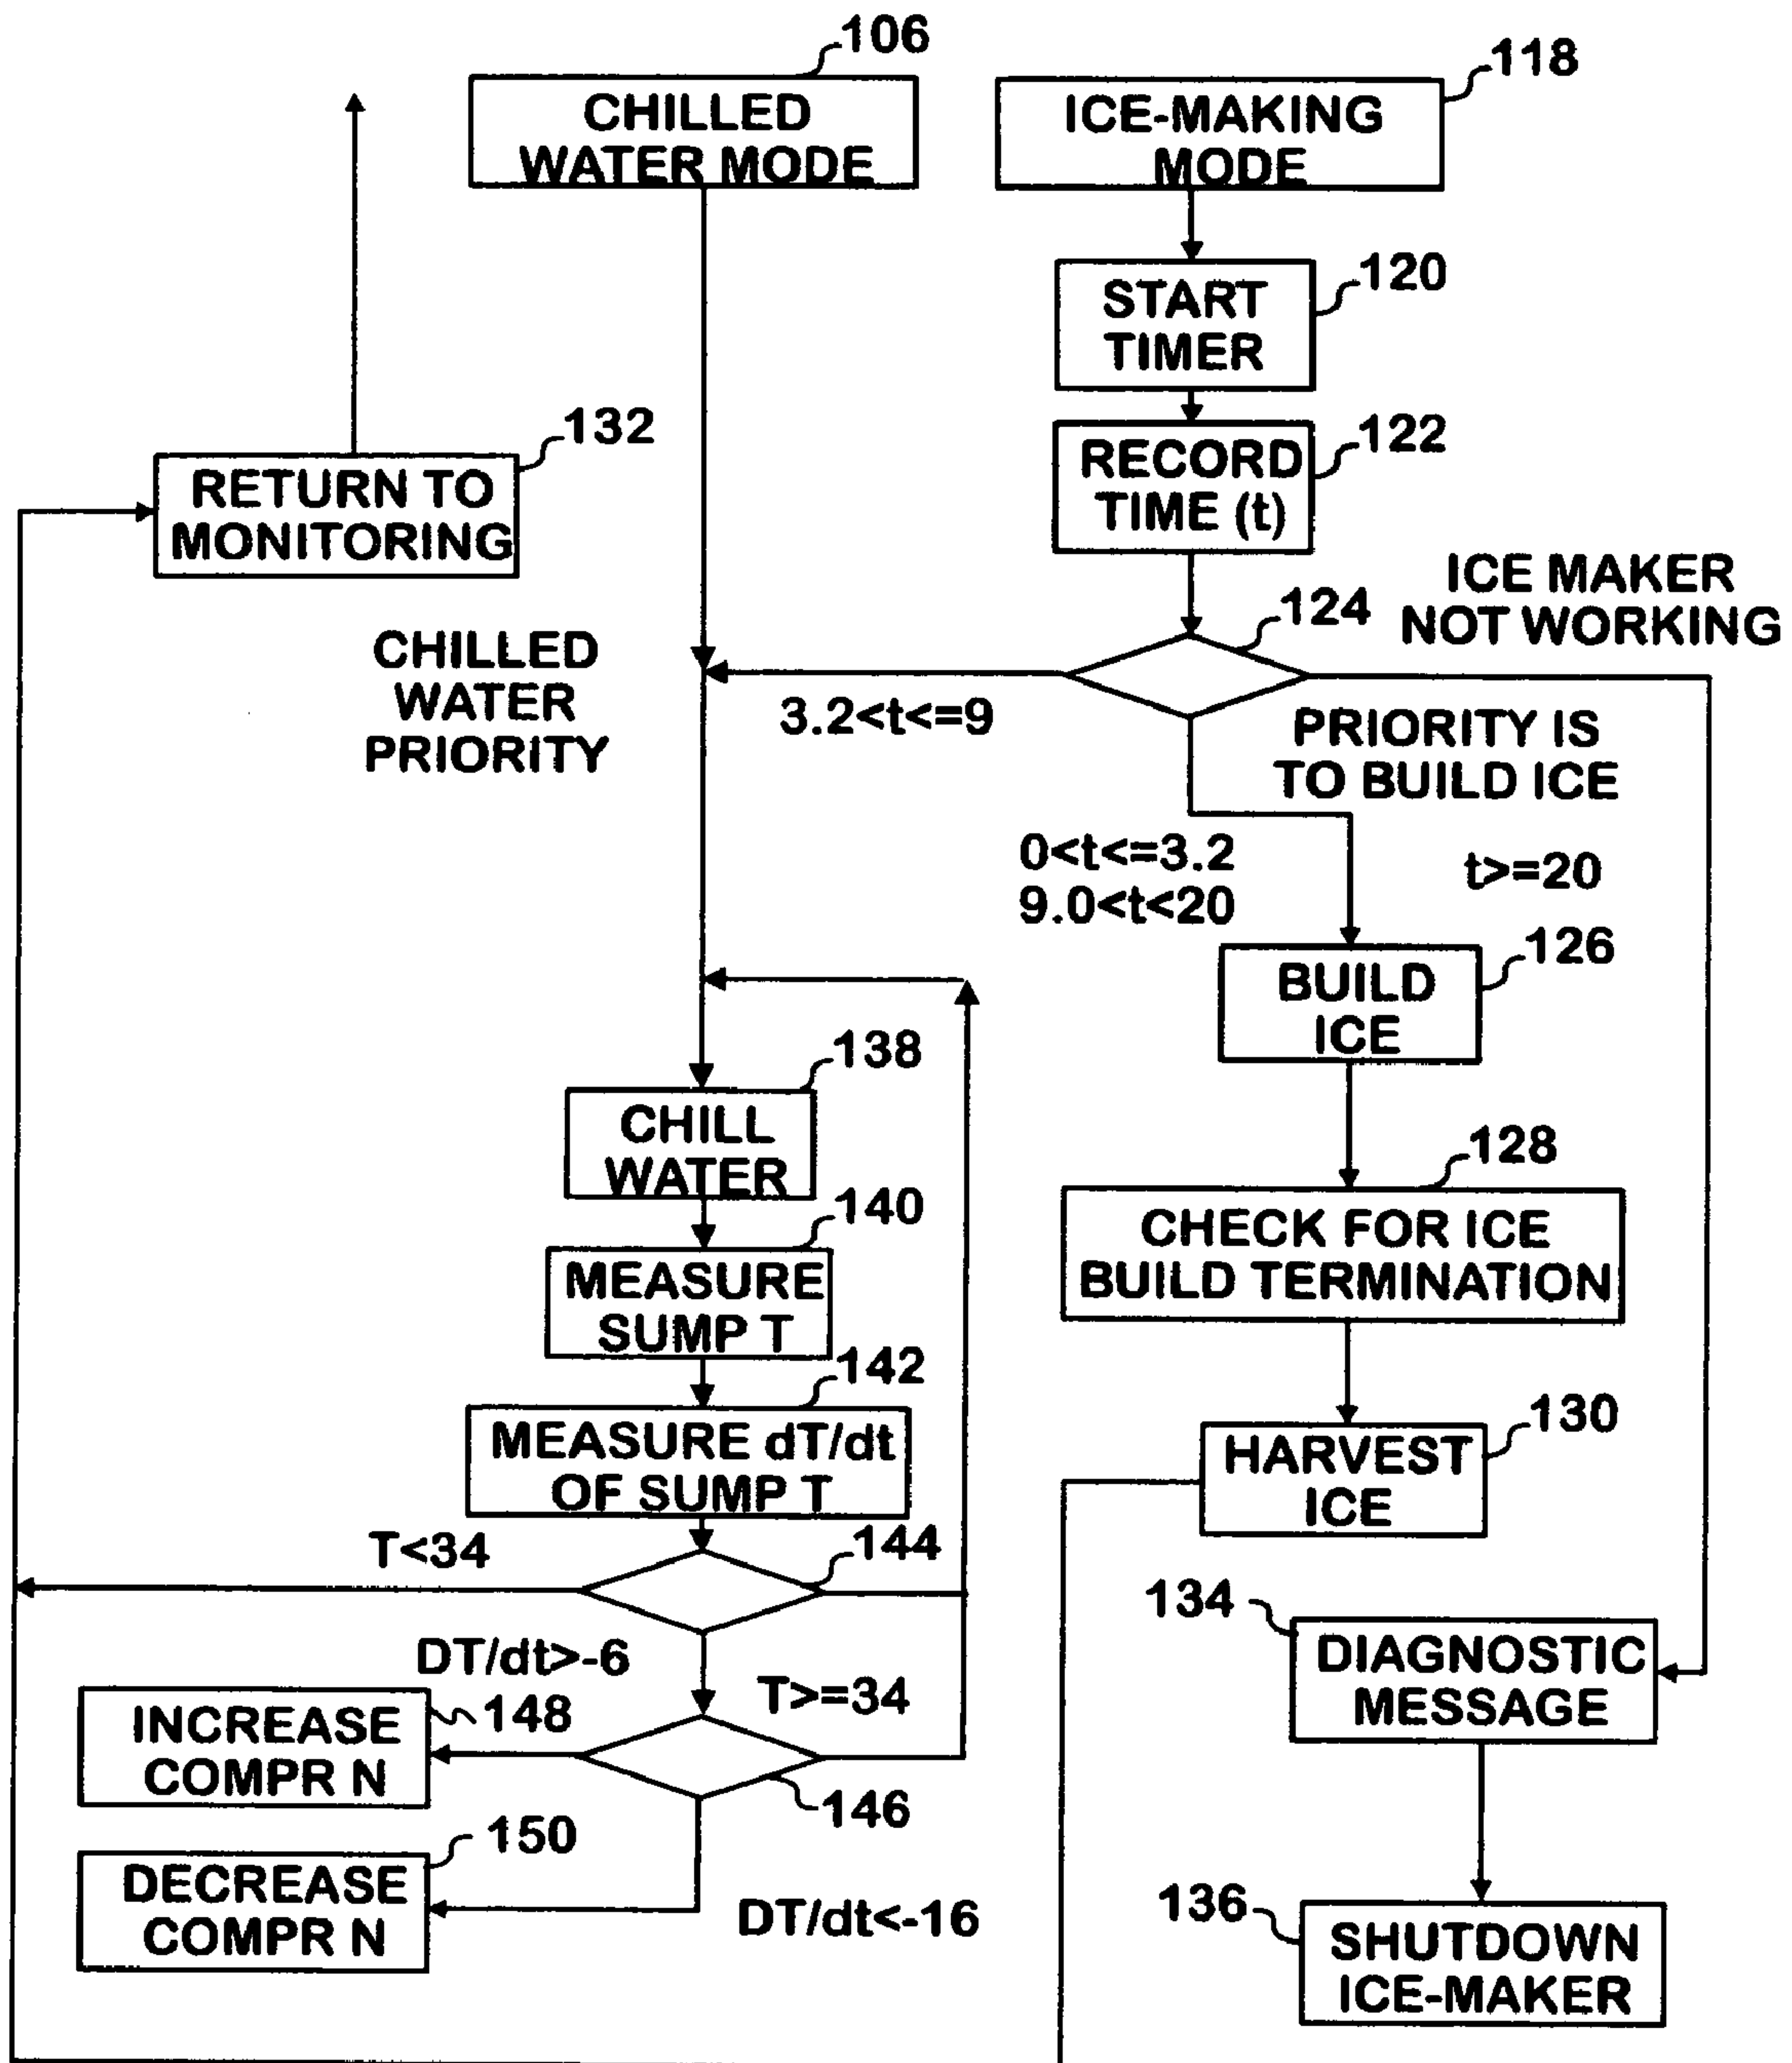 106
CHILLED
WATER MODE
118
ICE-MAKING
MODE
120
START
TIMER
132
RETURN TO
MONITORING
122
RECORD
TIME (t)
ICE MAKER
NOT WORKING
124
CHILLED
WATER
PRIORITY
3.2<t<=9
PRIORITY IS
TO BUILD ICE
0<t<=3.2
9.0<t<20
t>=20
126
BUILD
ICE
138
CHILL
WATER
128
CHECK FOR ICE
BUILD TERMINATION
140
MEASURE
SUMP T
142
MEASURE dT/dt
OF SUMP T
130
HARVEST
ICE
T<34
144
134
DIAGNOSTIC
MESSAGE
DT/dt>-6
T>=34
148
INCREASE
COMPR N
146
150
DECREASE
COMPR N
DT/dt<-16
136
SHUTDOWN
ICE-MAKER